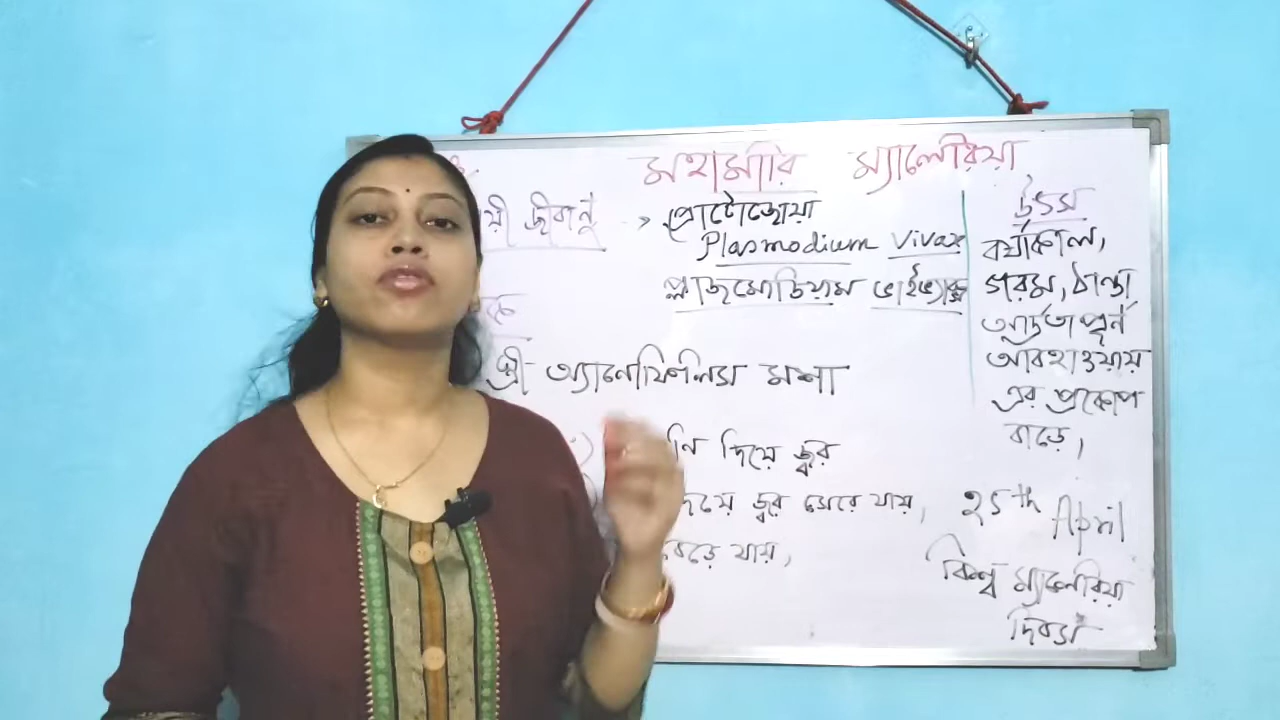 মহামারি ম্যালেরিয়া
য়ী জীবানু → প্রোটোজোয়া
Plasmodium Vivax
প্লাজমোডিয়াম ভাইভ্যাক্স
স্ত্রী অ্যানোফিলিস মশা
নি দিয়ে জ্বর
দিয়ে জ্বর সেরে যায়,
বেড়ে যায়,
উৎস
বর্ষাকাল,
গরম, ঠান্ডা
আর্দ্রতাপূর্ন
আবহাওয়ায়
এর প্রকোপ
বাড়ে,
২৫th April
বিশ্ব ম্যালেরিয়া
দিবস